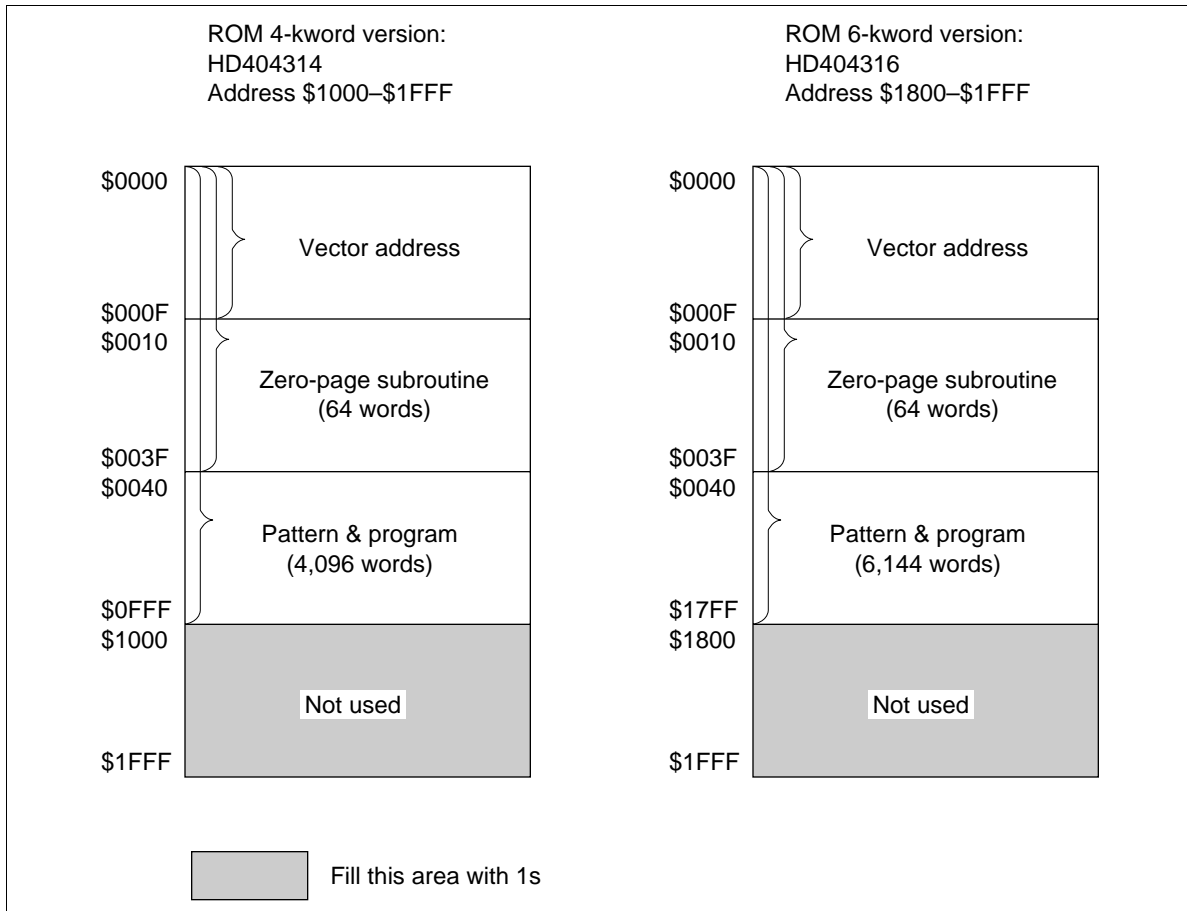 ROM 4-kword version:
HD404314
Address $1000–$1FFF
$0000
Vector address
$000F
$0010
Zero-page subroutine
(64 words)
$003F
$0040
Pattern & program
(4,096 words)
$0FFF
$1000
Not used
$1FFF
ROM 6-kword version:
HD404316
Address $1800–$1FFF
$0000
Vector address
$000F
$0010
Zero-page subroutine
(64 words)
$003F
$0040
Pattern & program
(6,144 words)
$17FF
$1800
Not used
$1FFF
Fill this area with 1s